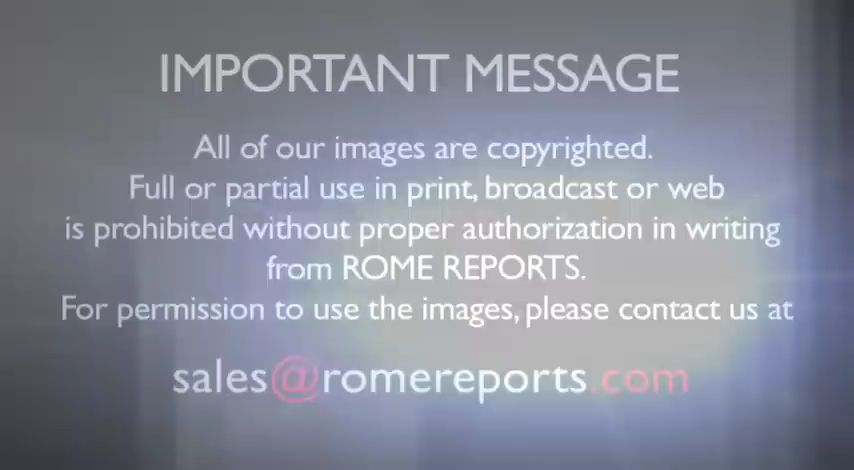 IMPORTANT MESSAGE
All of our images are copyrighted.
Full or partial use in print, broadcast or web
is prohibited without proper authorization in writing
from ROME REPORTS.
For permission to use the images, please contact us at
sales@romereports.com